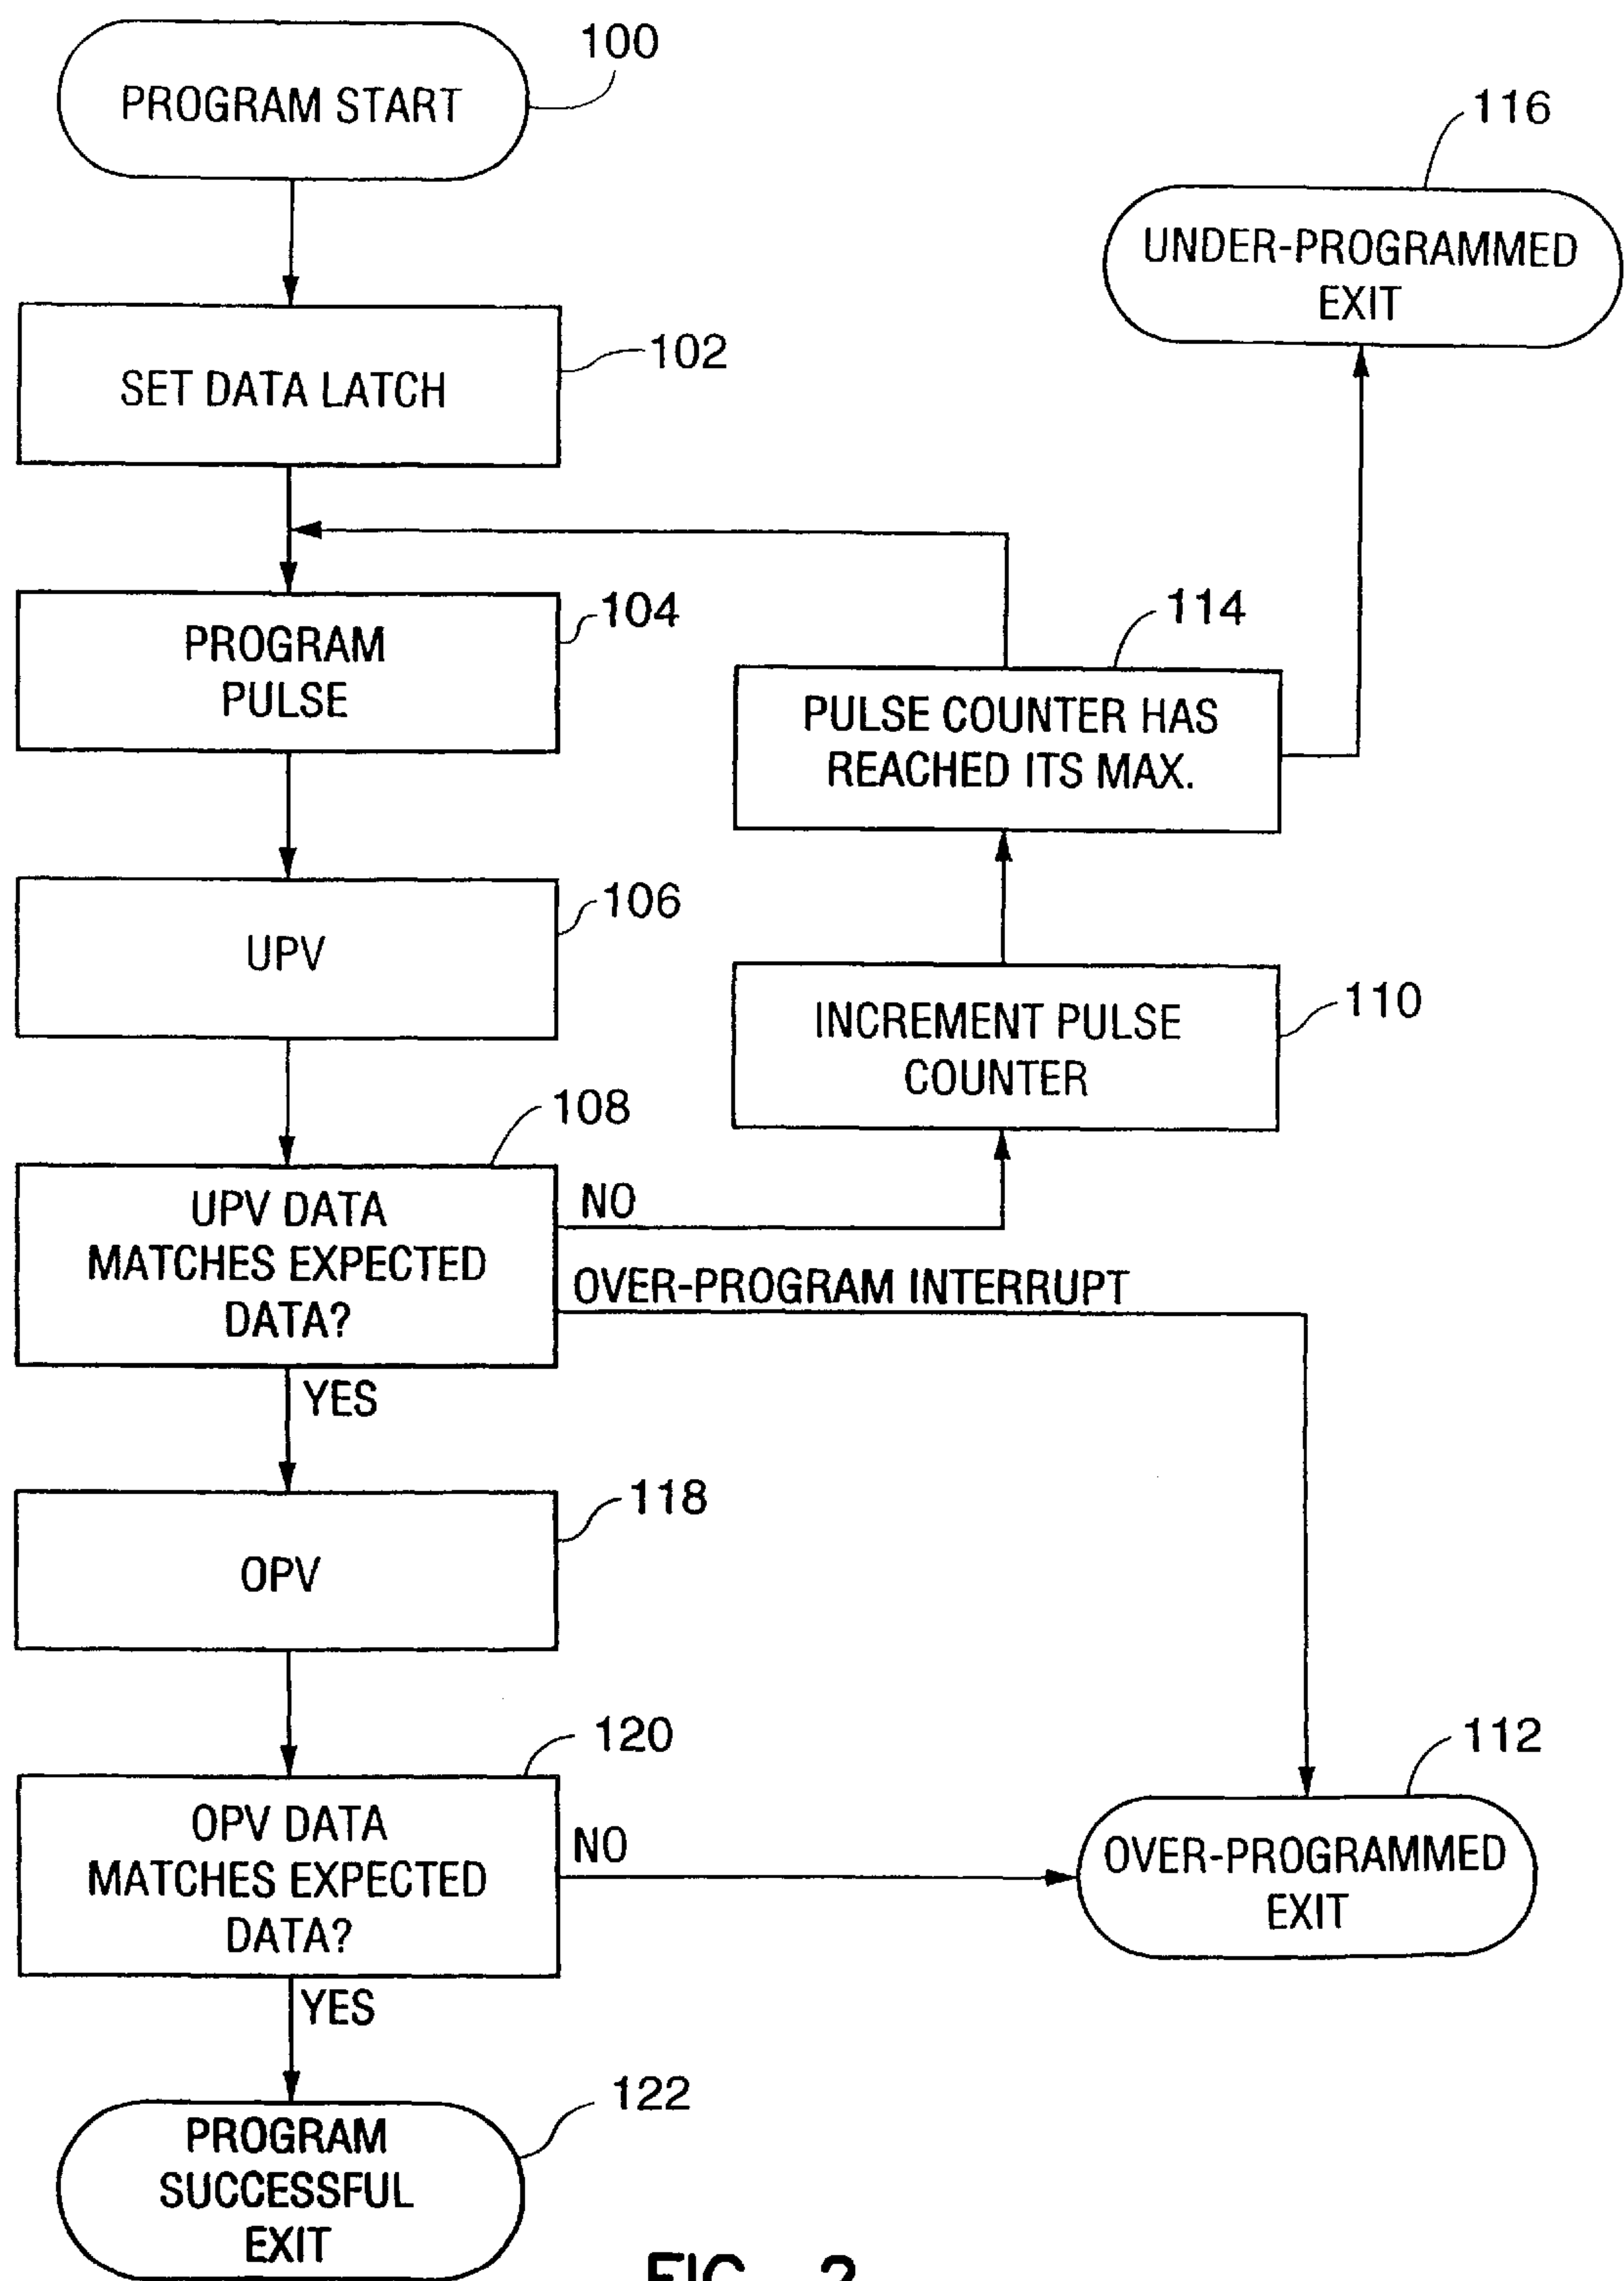 100
PROGRAM START
116
UNDER-PROGRAMMED
EXIT
102
SET DATA LATCH
104
PROGRAM
PULSE
114
PULSE COUNTER HAS
REACHED ITS MAX.
106
UPV
110
INCREMENT PULSE
COUNTER
108
UPV DATA
MATCHES EXPECTED
DATA?
NO
OVER-PROGRAM INTERRUPT
YES
118
OPV
120
OPV DATA
MATCHES EXPECTED
DATA?
NO
112
OVER-PROGRAMMED
EXIT
YES
122
PROGRAM
SUCCESSFUL
EXIT
FIG._2